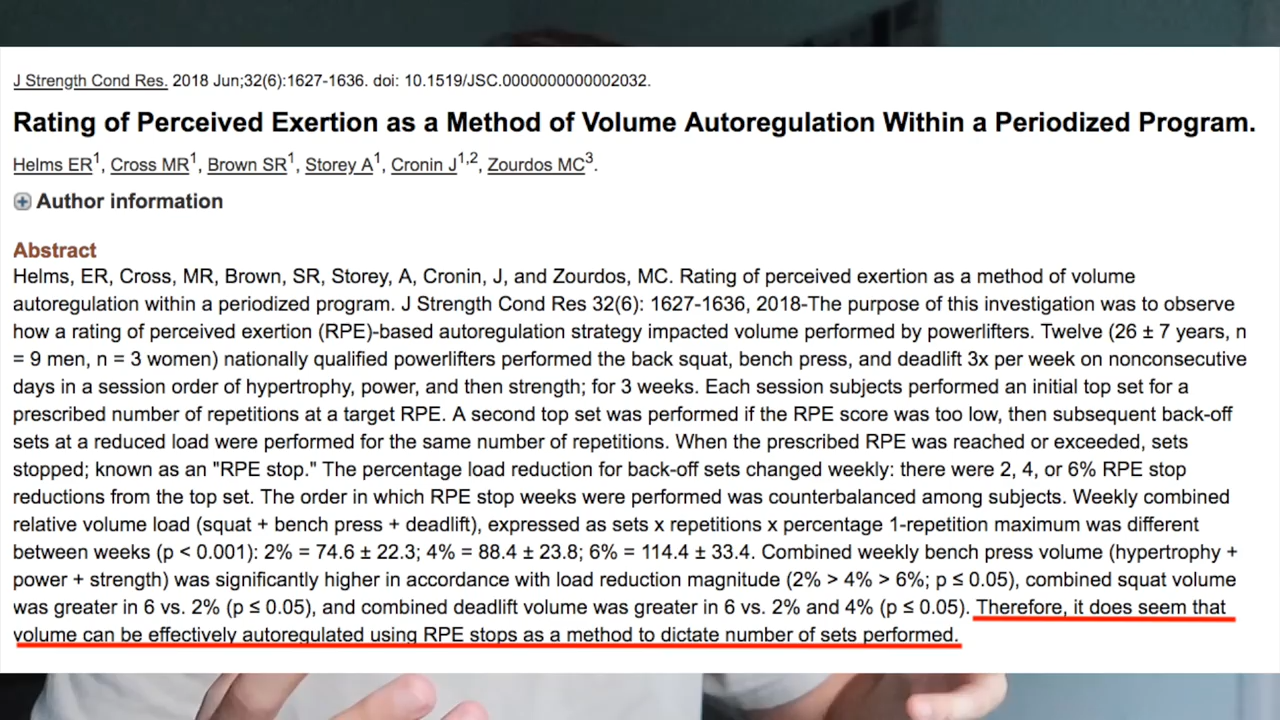 J Strength Cond Res. 2018 Jun;32(6):1627-1636. doi: 10.1519/JSC.0000000000002032.
Rating of Perceived Exertion as a Method of Volume Autoregulation Within a Periodized Program.
Helms ER1, Cross MR1, Brown SR1, Storey A1, Cronin J1,2, Zourdos MC3.
Author information
Abstract
Helms, ER, Cross, MR, Brown, SR, Storey, A, Cronin, J, and Zourdos, MC. Rating of perceived exertion as a method of volume
autoregulation within a periodized program. J Strength Cond Res 32(6): 1627-1636, 2018-The purpose of this investigation was to observe
how a rating of perceived exertion (RPE)-based autoregulation strategy impacted volume performed by powerlifters. Twelve (26 ± 7 years, n
= 9 men, n = 3 women) nationally qualified powerlifters performed the back squat, bench press, and deadlift 3x per week on nonconsecutive
days in a session order of hypertrophy, power, and then strength; for 3 weeks. Each session subjects performed an initial top set for a
prescribed number of repetitions at a target RPE. A second top set was performed if the RPE score was too low, then subsequent back-off
sets at a reduced load were performed for the same number of repetitions. When the prescribed RPE was reached or exceeded, sets
stopped; known as an "RPE stop." The percentage load reduction for back-off sets changed weekly: there were 2, 4, or 6% RPE stop
reductions from the top set. The order in which RPE stop weeks were performed was counterbalanced among subjects. Weekly combined
relative volume load (squat + bench press + deadlift), expressed as sets x repetitions x percentage 1-repetition maximum was different
between weeks (p < 0.001): 2% = 74.6 ± 22.3; 4% = 88.4 ± 23.8; 6% = 114.4 ± 33.4. Combined weekly bench press volume (hypertrophy +
power + strength) was significantly higher in accordance with load reduction magnitude (2% > 4% > 6%; p ≤ 0.05), combined squat volume
was greater in 6 vs. 2% (p ≤ 0.05), and combined deadlift volume was greater in 6 vs. 2% and 4% (p ≤ 0.05). Therefore, it does seem that
volume can be effectively autoregulated using RPE stops as a method to dictate number of sets performed.